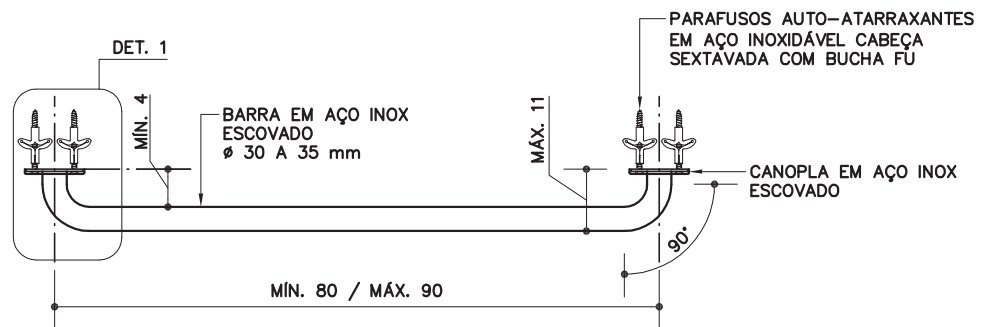 PARAFUSOS AUTO-ATARRAXANTES
EM AÇO INOXIDÁVEL CABEÇA
SEXTAVADA COM BUCHA FU
DET. 1
MÍN. 4
BARRA EM AÇO INOX
ESCOVADO
ø 30 A 35 mm
MÁX. 11
CANOPLA EM AÇO INOX
ESCOVADO
90°
MÍN. 80 / MÁX. 90